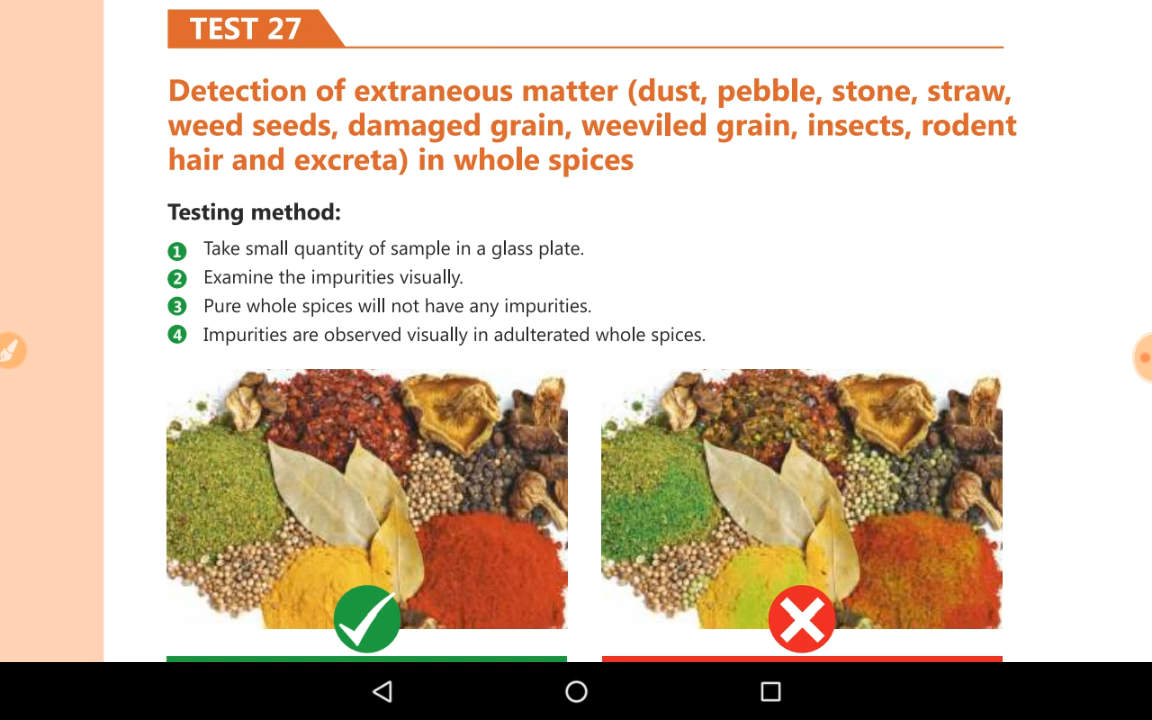 TEST 27
Detection of extraneous matter (dust, pebble, stone, straw,
weed seeds, damaged grain, weeviled grain, insects, rodent
hair and excreta) in whole spices
Testing method:
1 Take small quantity of sample in a glass plate.
2 Examine the impurities visually.
3 Pure whole spices will not have any impurities.
4 Impurities are observed visually in adulterated whole spices.